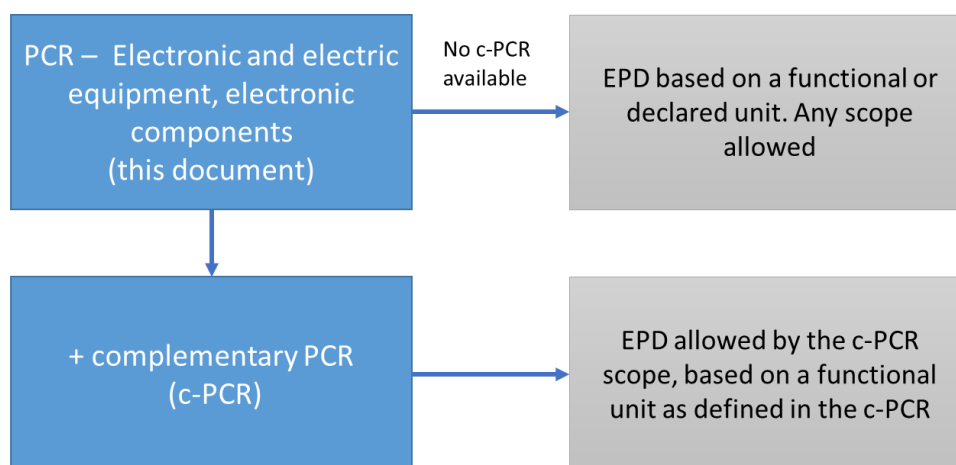 PCR – Electronic and electric
equipment, electronic
components
(this document)
No c-PCR
available
EPD based on a functional or
declared unit. Any scope
allowed
+ complementary PCR
(c-PCR)
EPD allowed by the c-PCR
scope, based on a functional
unit as defined in the c-PCR